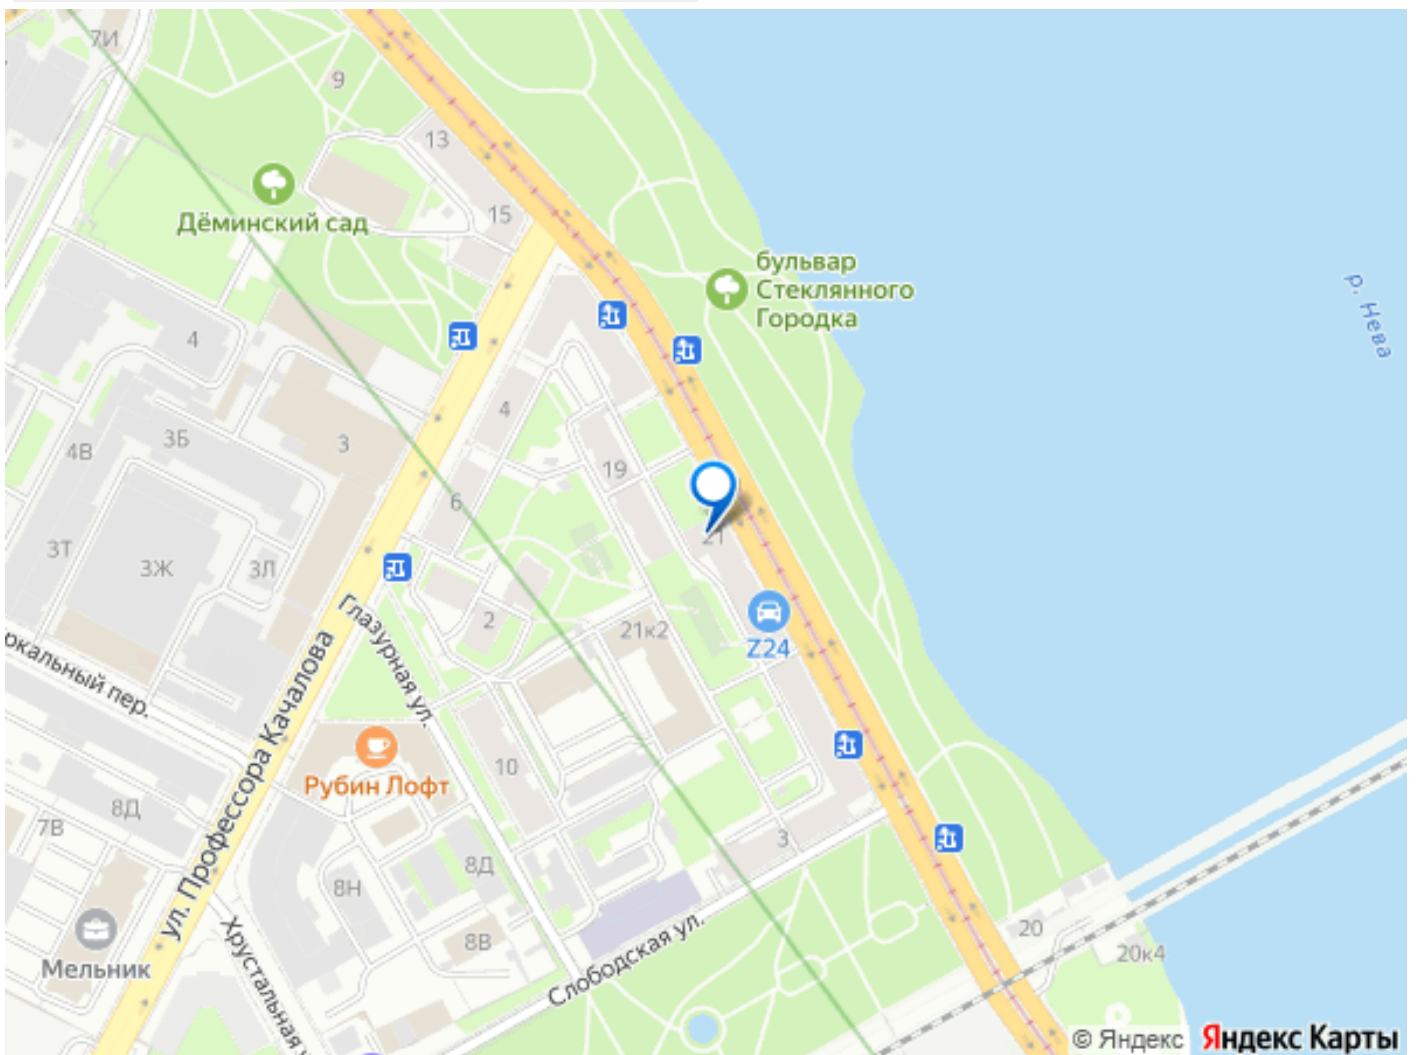 7И
9
13
15
Дёминский сад
бульвар
Стеклянного
Городка
р. Нева
4
3Б
3
4В
4
19
6
3Т
3Ж
3Л
21
2
21к2
Z24
Глазурная ул.
окальный пер.
ул. Профессора Качалова
Рубин Лофт
10
8Д
7В
3
8Д
8Н
8В
Мельник
Хрустальная у
Слободская ул.
20
20к4
© Яндекс Яндекс Карты